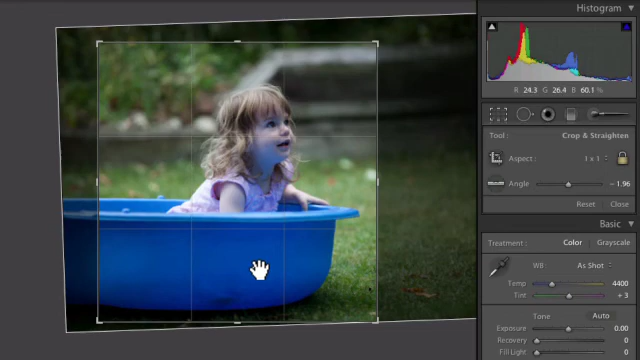 Histogram
R 24.3 G 26.4 B 60.1 %
Tool : Crop & Straighten
Aspect : 1 x 1
Angle - 1.96
Reset Close
Basic
Treatment : Color Grayscale
WB : As Shot
Temp 4400
Tint + 3
Tone Auto
Exposure 0.00
Recovery 0
Fill Light 0